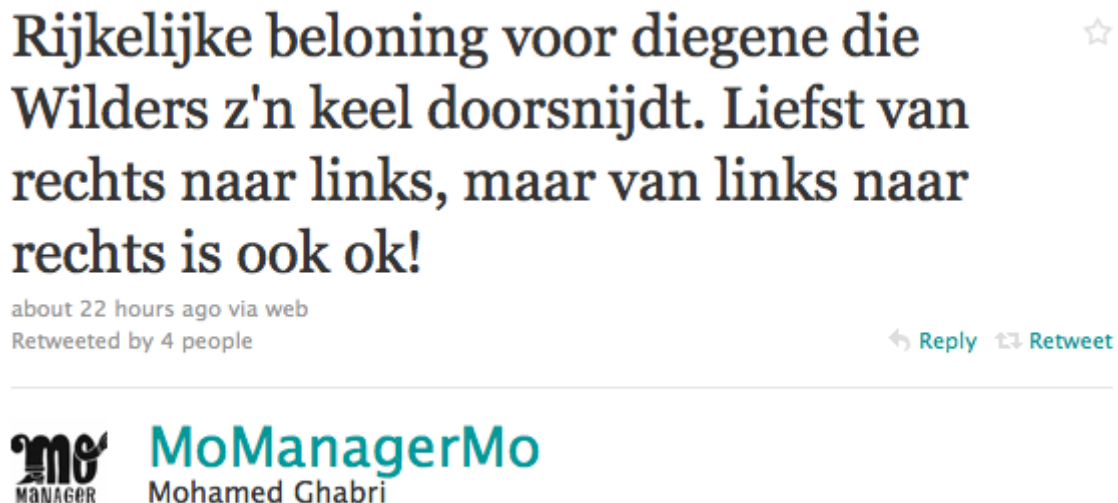 Rijkelijke beloning voor diegene die
Wilders z'n keel doorsnijdt. Liefst van
rechts naar links, maar van links naar
rechts is ook ok!
about 22 hours ago via web
Retweeted by 4 people
Reply Retweet
mo
MANAGER
MoManagerMo
Mohamed Ghabri